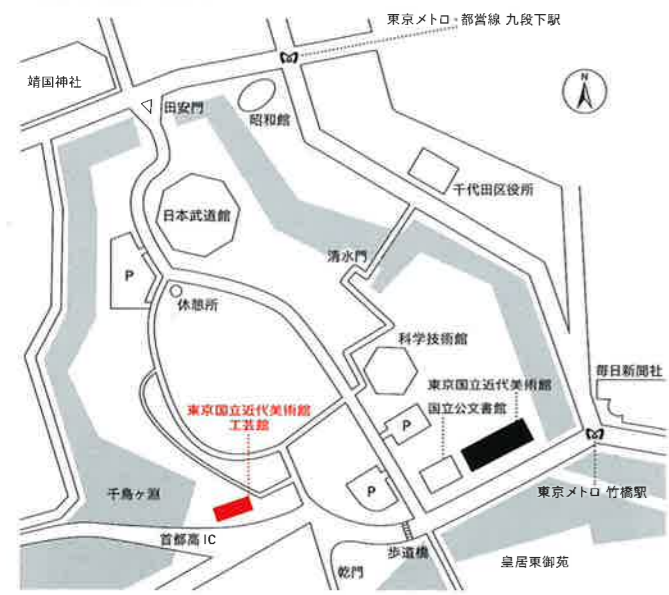 東京メトロ・都営線 九段下駅
靖国神社
田安門
昭和館
N
千代田区役所
日本武道館
清水門
P
休憩所
科学技術館
毎日新聞社
東京国立近代美術館
東京国立近代美術館
工芸館
国立公文書館
P
P
千鳥ヶ淵
東京メトロ 竹橋駅
首都高IC
歩道橋
皇居東御苑
乾門